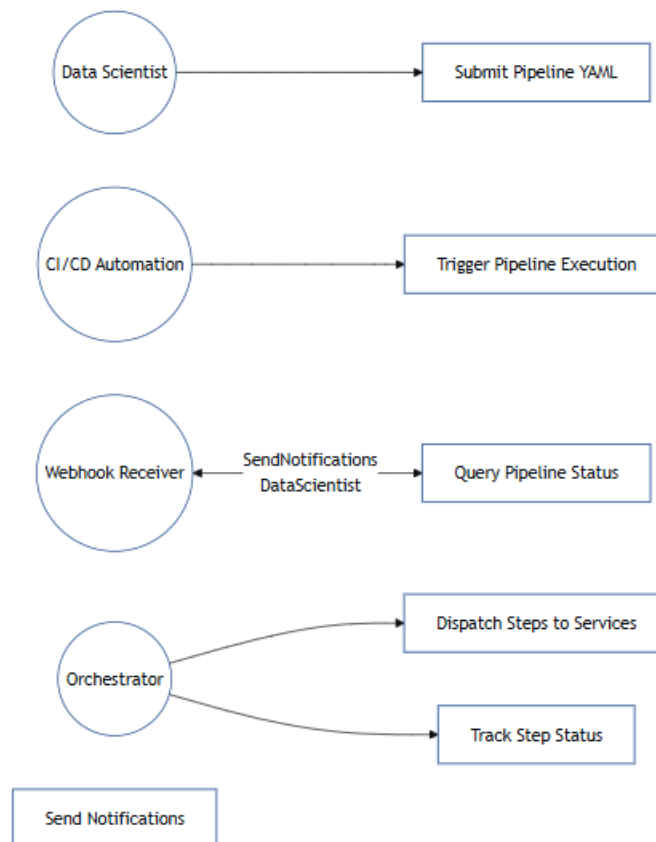 Data Scientist
Submit Pipeline YAML
CI/CD Automation
Trigger Pipeline Execution
Webhook Receiver
SendNotifications
DataScientist
Query Pipeline Status
Dispatch Steps to Services
Orchestrator
Track Step Status
Send Notifications